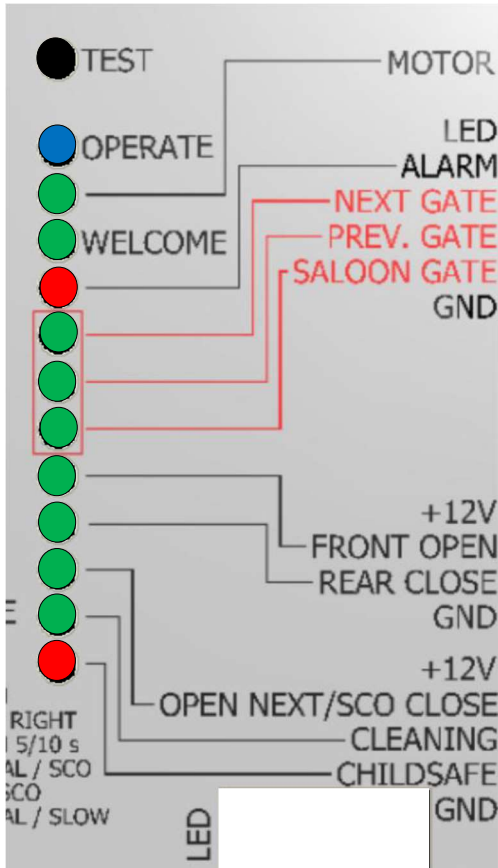 TEST
MOTOR
LED
OPERATE
ALARM
NEXT GATE
WELCOME
PREV. GATE
SALOON GATE
GND
+12V
FRONT OPEN
REAR CLOSE
GND
+12V
OPEN NEXT/SCO CLOSE
RIGHT
5/10 s
CLEANING
AL / SCO
CHILDSAFE
SCO
AL / SLOW
GND
LED